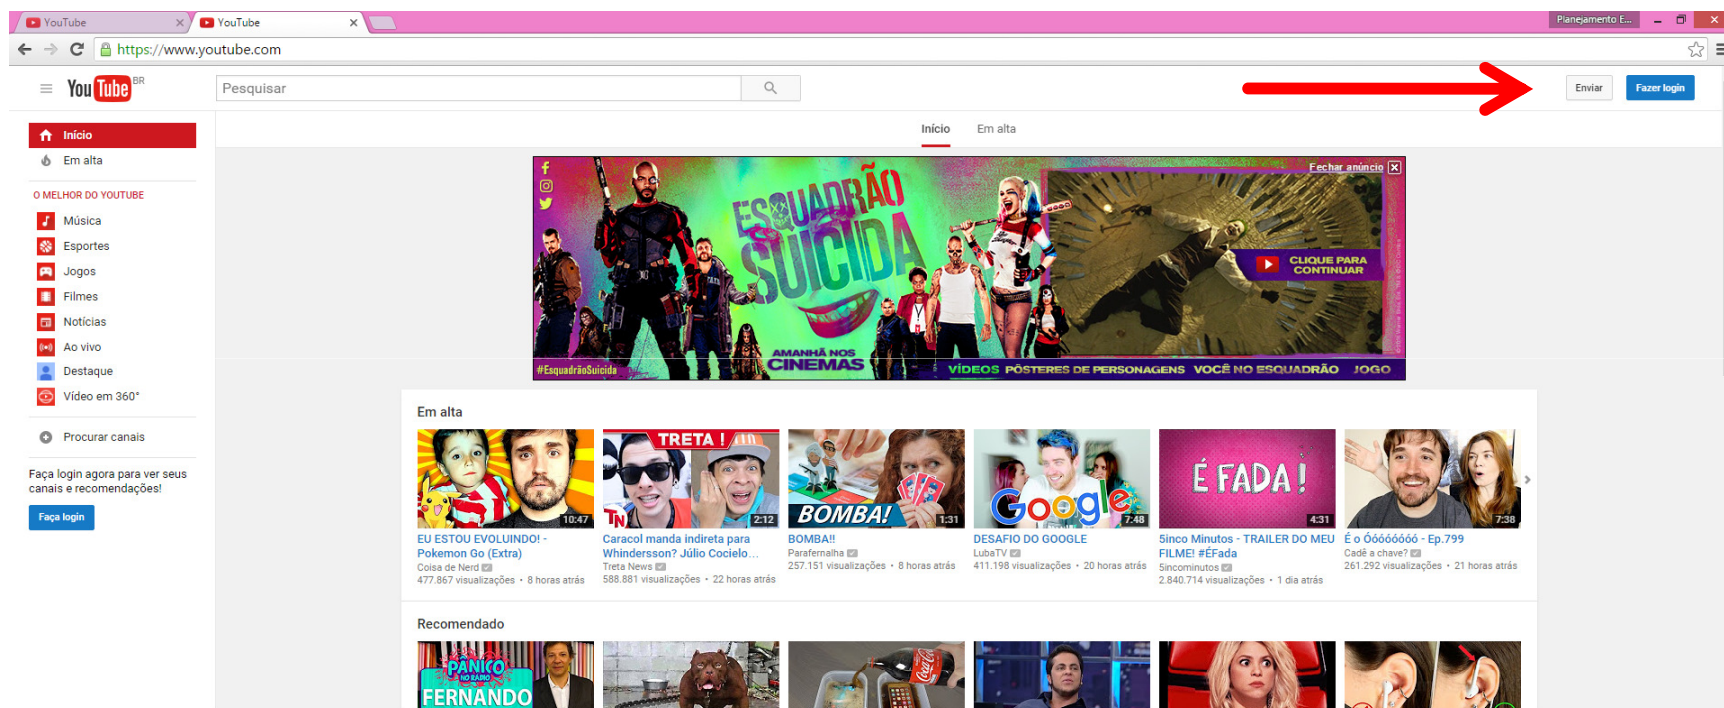 YouTube
YouTube
Planejamento E...
https://www.youtube.com
YouTube BR
Pesquisar
Enviar
Fazer login
Início
Em alta
O MELHOR DO YOUTUBE
Música
Esportes
Jogos
Filmes
Notícias
Ao vivo
Destaque
Vídeo em 360°
Procurar canais
Faça login agora para ver seus
canais e recomendações!
Faça login
Início Em alta
Fechar anúncio
ESQUADRÃO
SUICIDA
CLIQUE PARA
CONTINUAR
AMANHÃ NOS
CINEMAS
#EsquadrãoSuicida
VÍDEOS PÔSTERES DE PERSONAGENS VOCÊ NO ESQUADRÃO JOGO
Em alta
10:47
EU ESTOU EVOLUINDO! -
Pokemon Go (Extra)
Coisa de Nerd
477.867 visualizações • 8 horas atrás
TRETA !
TN
2:12
Caracol manda indireta para
Whindersson? Júlio Cocielo...
Treta News
588.881 visualizações • 22 horas atrás
BOMBA!
1:31
BOMBA!!
Parafernalha
257.151 visualizações • 8 horas atrás
Google
7:48
DESAFIO DO GOOGLE
LubaTV
411.198 visualizações • 20 horas atrás
É FADA!
4:31
5inco Minutos - TRAILER DO MEU
FILME! #ÉFada
5incominutos
2.840.714 visualizações • 1 dia atrás
7:38
É o Óóóóóóóó - Ep.799
Cadê a chave?
261.292 visualizações • 21 horas atrás
Recomendado
PÂNICO
NO RÁDIO
FERNANDO
Coca-Cola